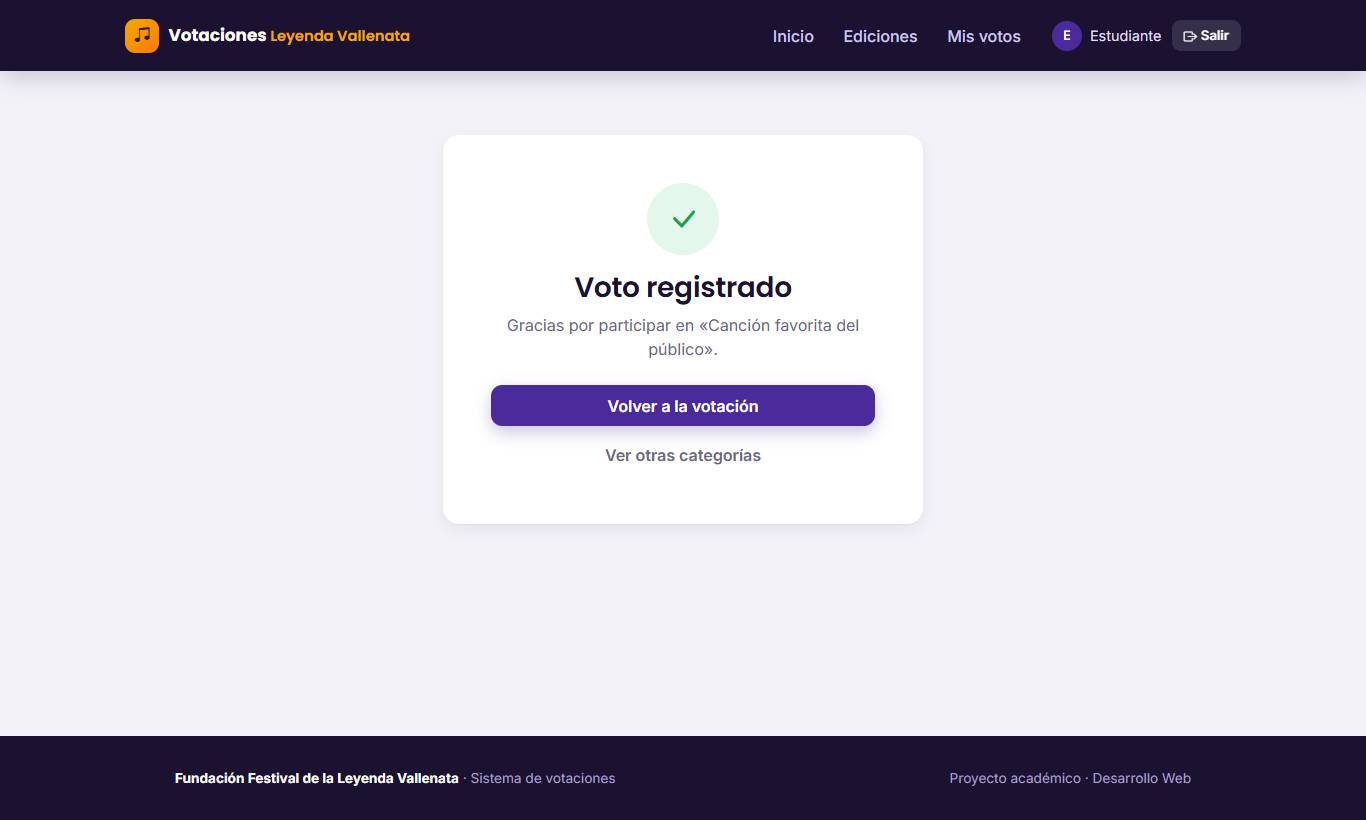 Votaciones Leyenda Vallenata
Inicio
Ediciones
Mis votos
E
Estudiante
Salir
Voto registrado
Gracias por participar en «Canción favorita del
público».
Volver a la votación
Ver otras categorías
Fundación Festival de la Leyenda Vallenata · Sistema de votaciones
Proyecto académico · Desarrollo Web